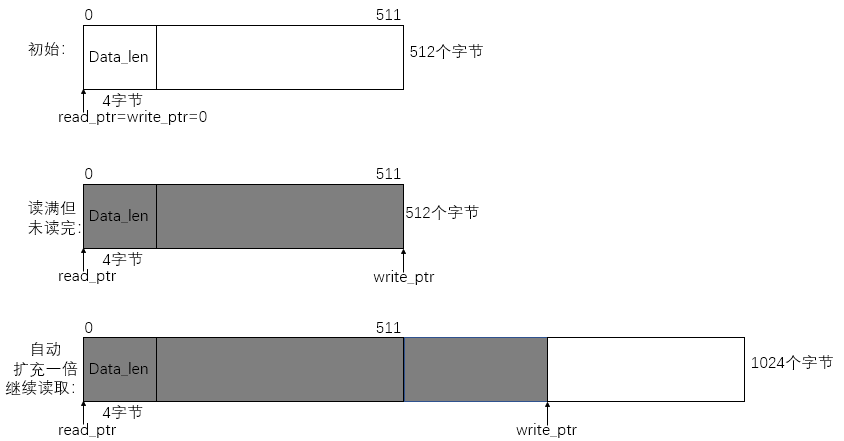 0 511
初始：
Data_len
512个字节
4字节
read_ptr=write_ptr=0
0 511
读满但
未读完：
Data_len
512个字节
4字节
read_ptr write_ptr
0 511
自动
扩充一倍
继续读取：
Data_len
1024个字节
4字节
read_ptr write_ptr